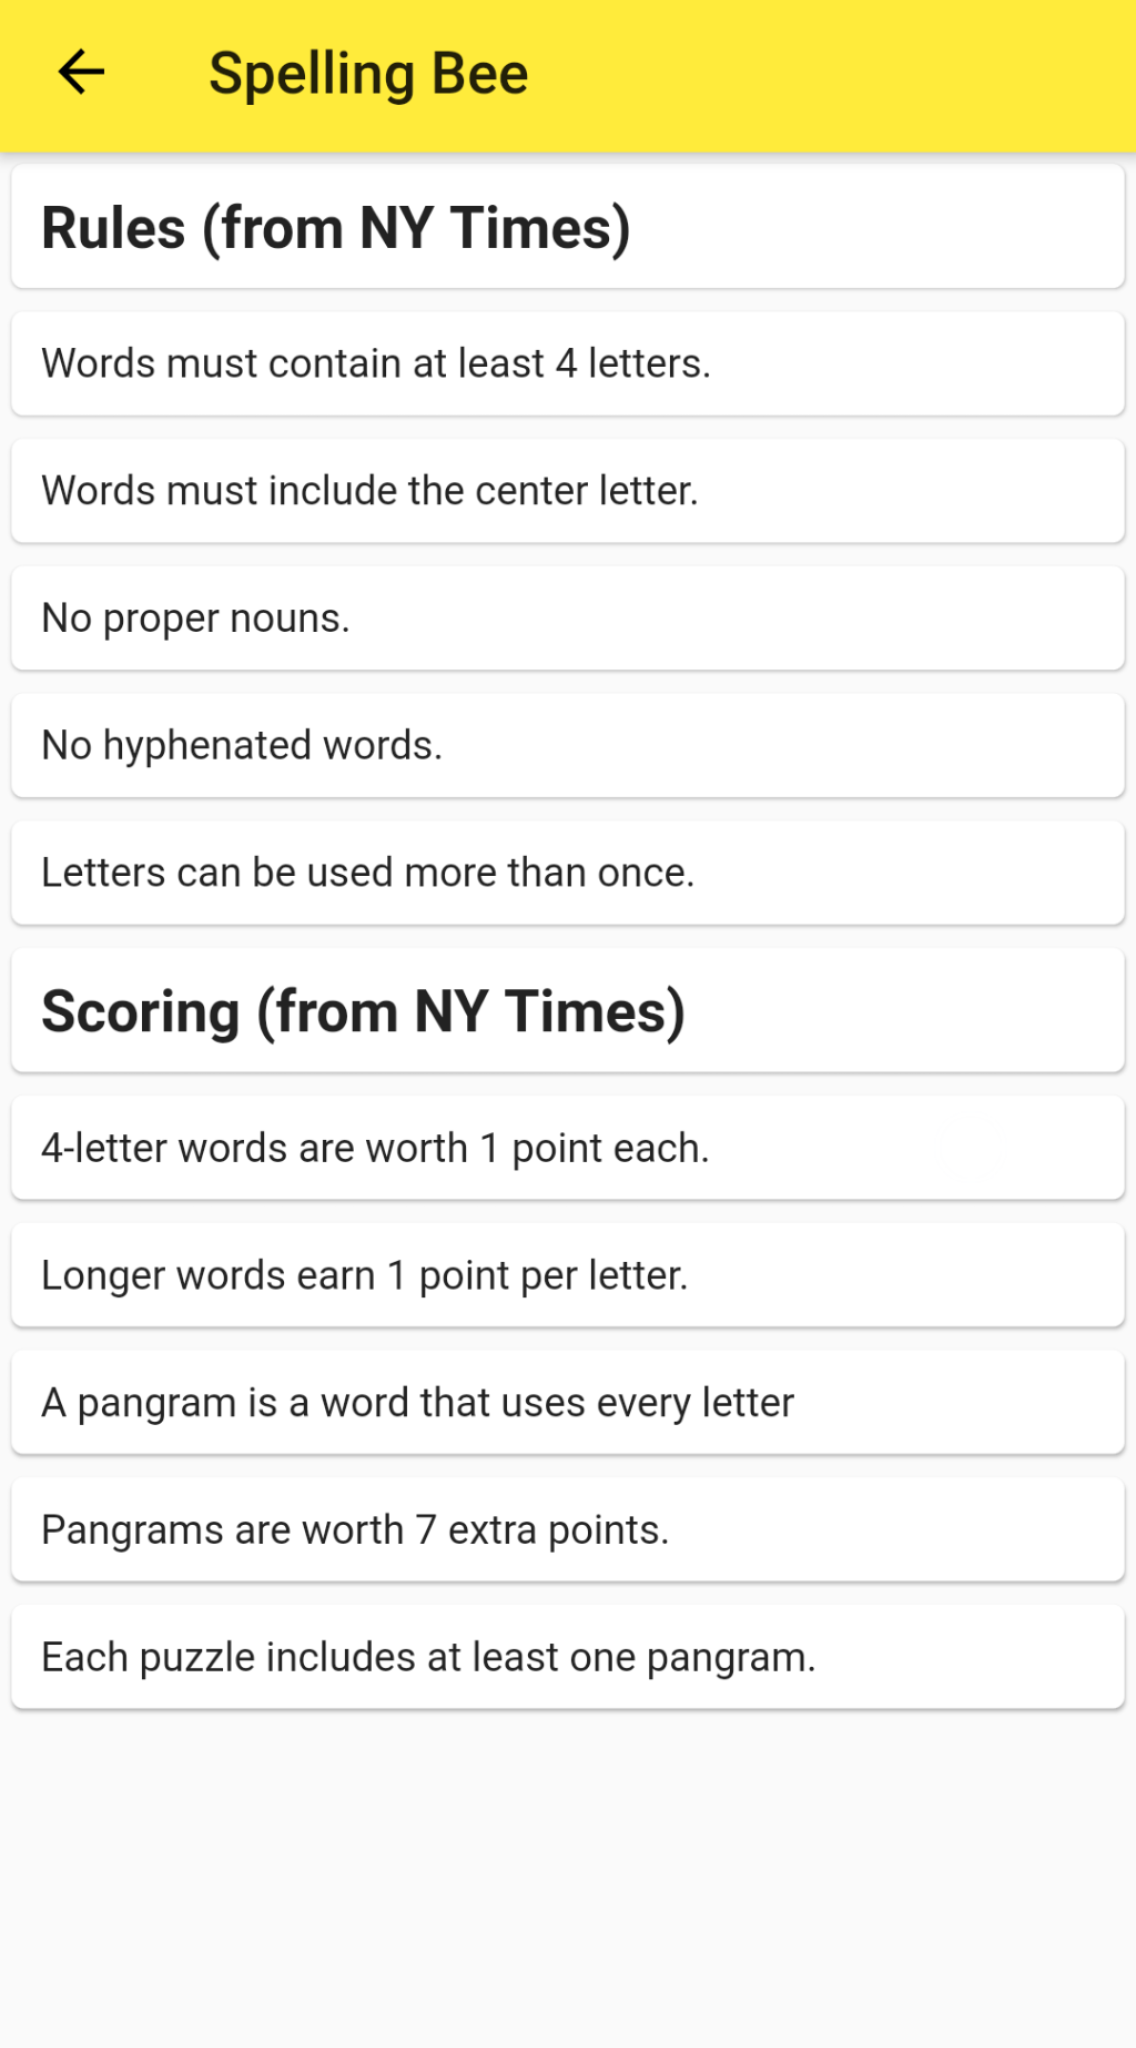 Spelling Bee
Rules (from NY Times)
Words must contain at least 4 letters.
Words must include the center letter.
No proper nouns.
No hyphenated words.
Letters can be used more than once.
Scoring (from NY Times)
4-letter words are worth 1 point each.
Longer words earn 1 point per letter.
A pangram is a word that uses every letter
Pangrams are worth 7 extra points.
Each puzzle includes at least one pangram.